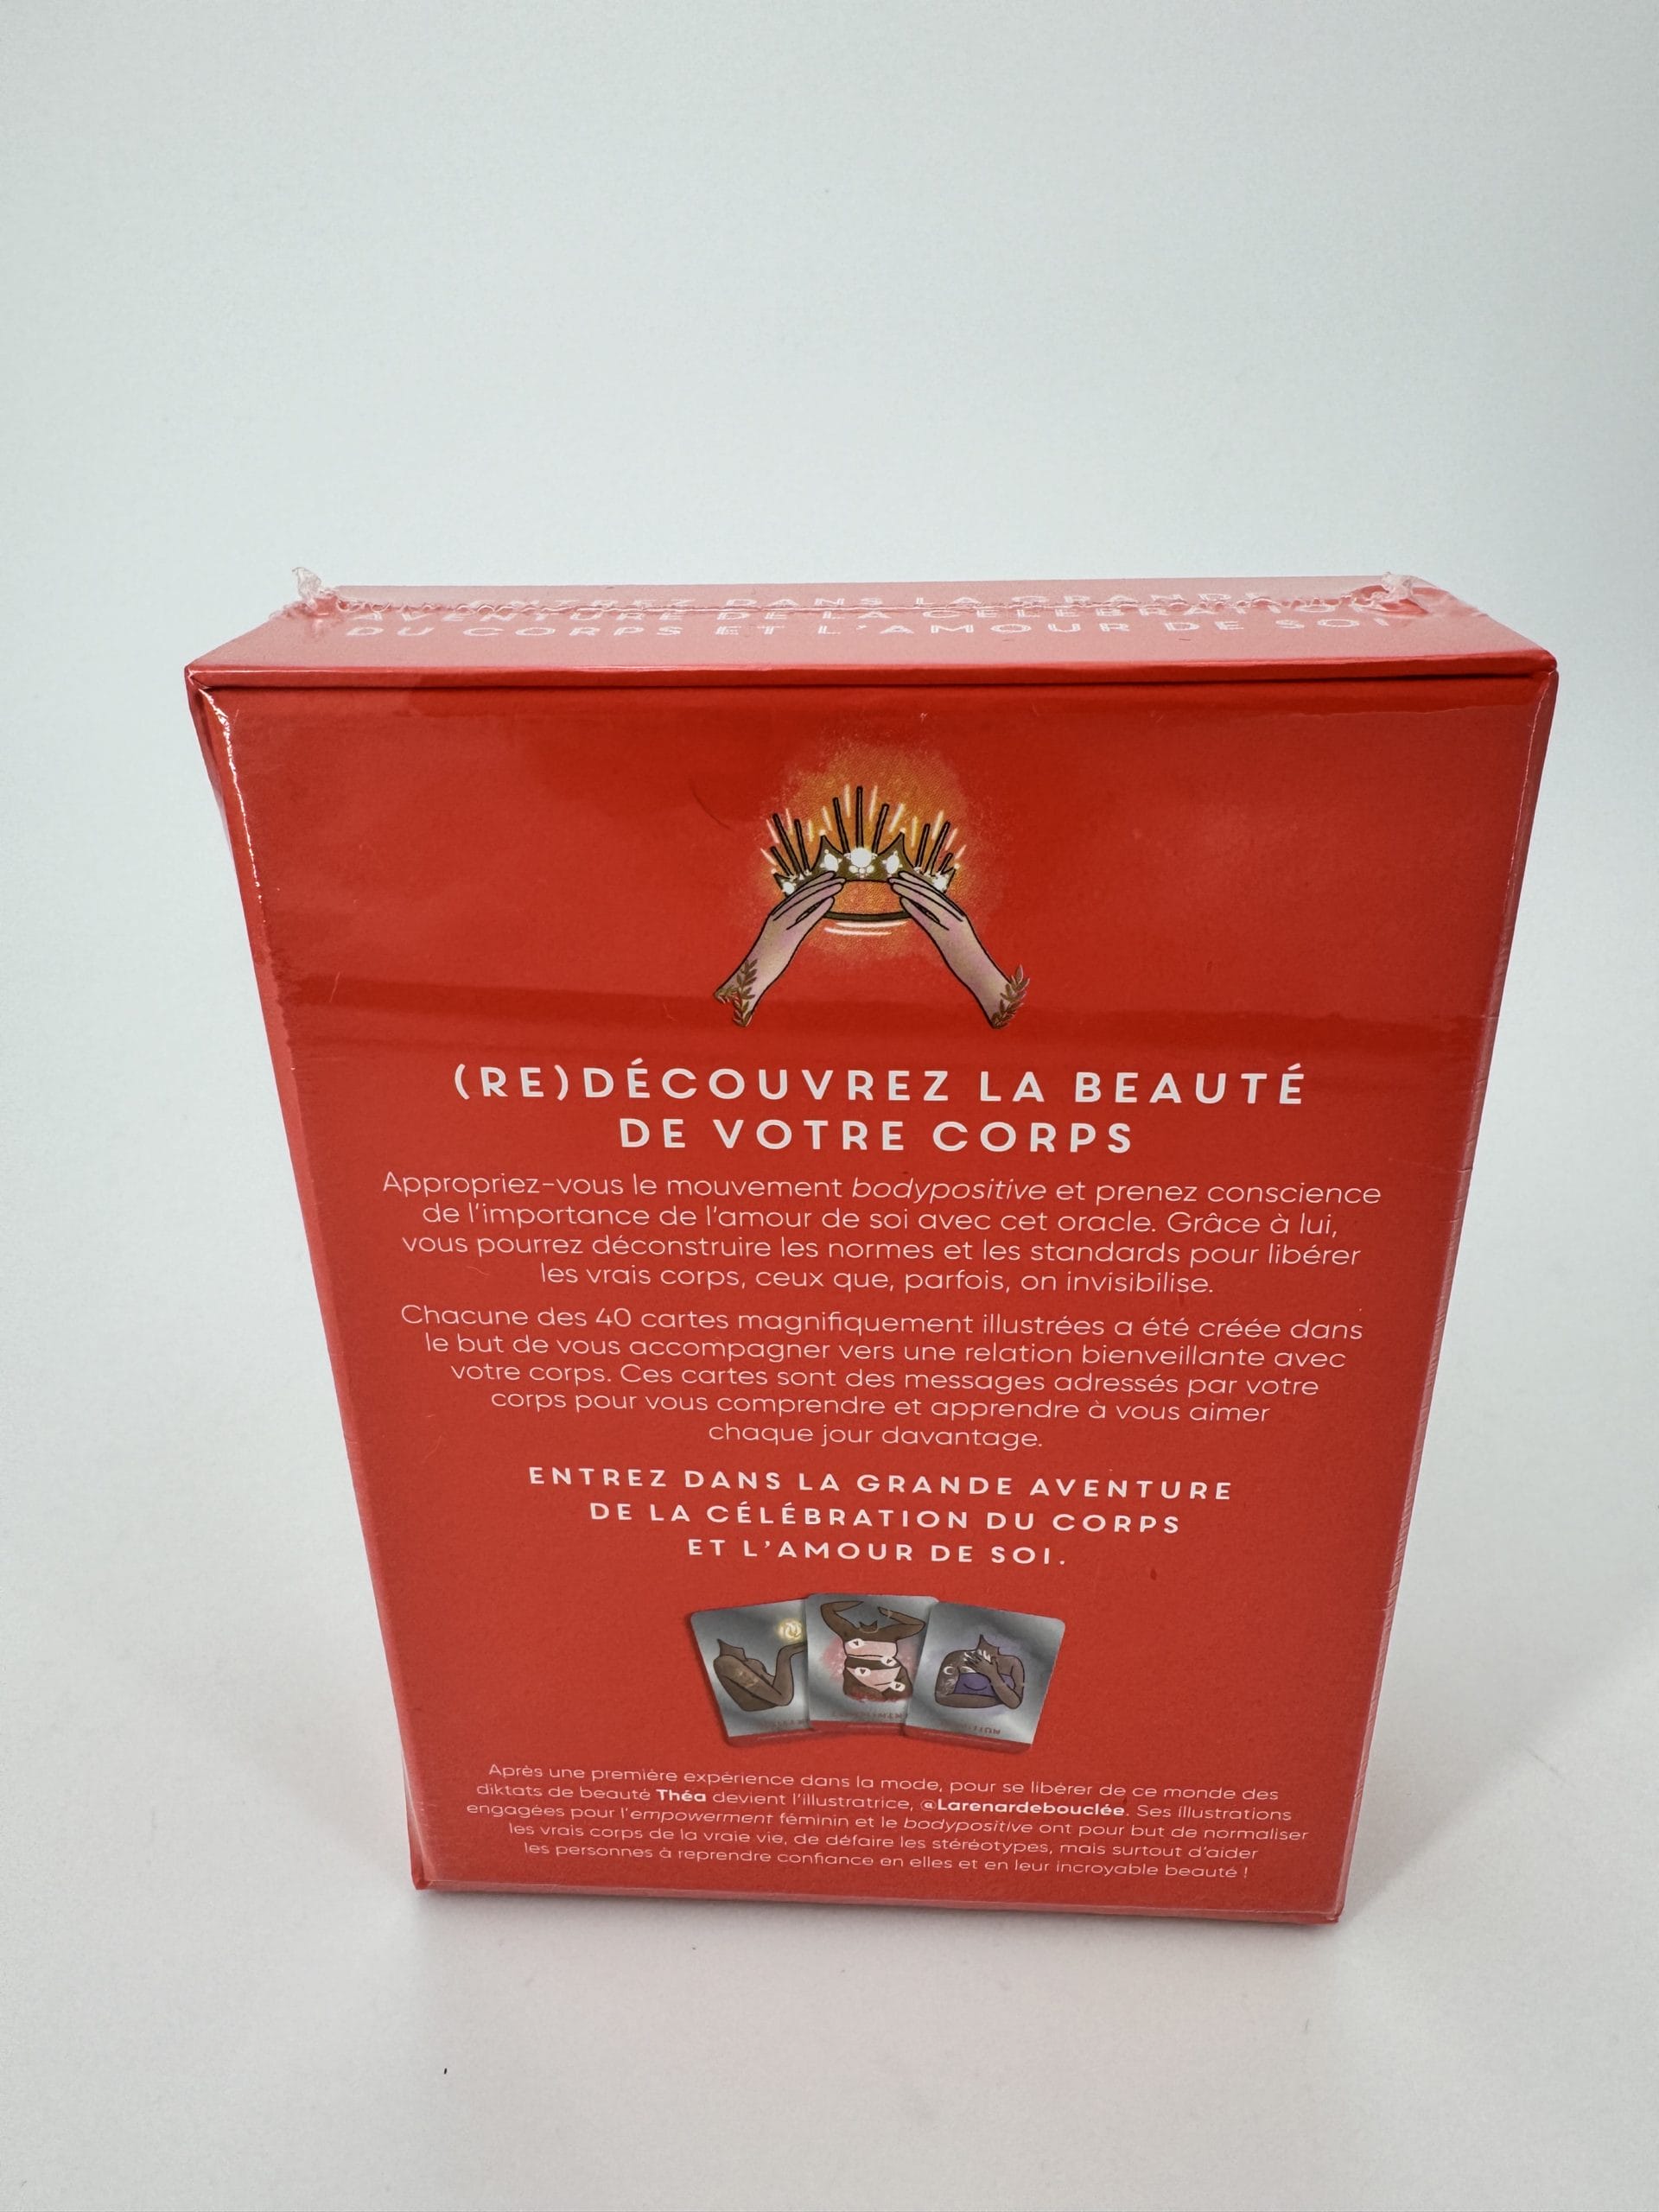 ENTREZ DANS LA GRANDE
AVENTURE DE LA CÉLÉBRATION
DU CORPS ET L'AMOUR DE SOI
(RE)DÉCOUVREZ LA BEAUTÉ
DE VOTRE CORPS
Appropriez-vous le mouvement bodypositive et prenez conscience
de l'importance de l'amour de soi avec cet oracle. Grâce à lui,
vous pourrez déconstruire les normes et les standards pour libérer
les vrais corps, ceux que, parfois, on invisibilise.
Chacune des 40 cartes magnifiquement illustrées a été créée dans
le but de vous accompagner vers une relation bienveillante avec
votre corps. Ces cartes sont des messages adressés par votre
corps pour vous comprendre et apprendre à vous aimer
chaque jour davantage.
ENTREZ DANS LA GRANDE AVENTURE
DE LA CÉLÉBRATION DU CORPS
ET L'AMOUR DE SOI.
Après une première expérience dans la mode, pour se libérer de ce monde des
diktats de beauté Théa devient l'illustratrice, @Larenardebouclée. Ses illustrations
engagées pour l'empowerment féminin et le bodypositive ont pour but de normaliser
les vrais corps de la vraie vie, de défaire les stéréotypes, mais surtout d'aider
les personnes à reprendre confiance en elles et en leur incroyable beauté !